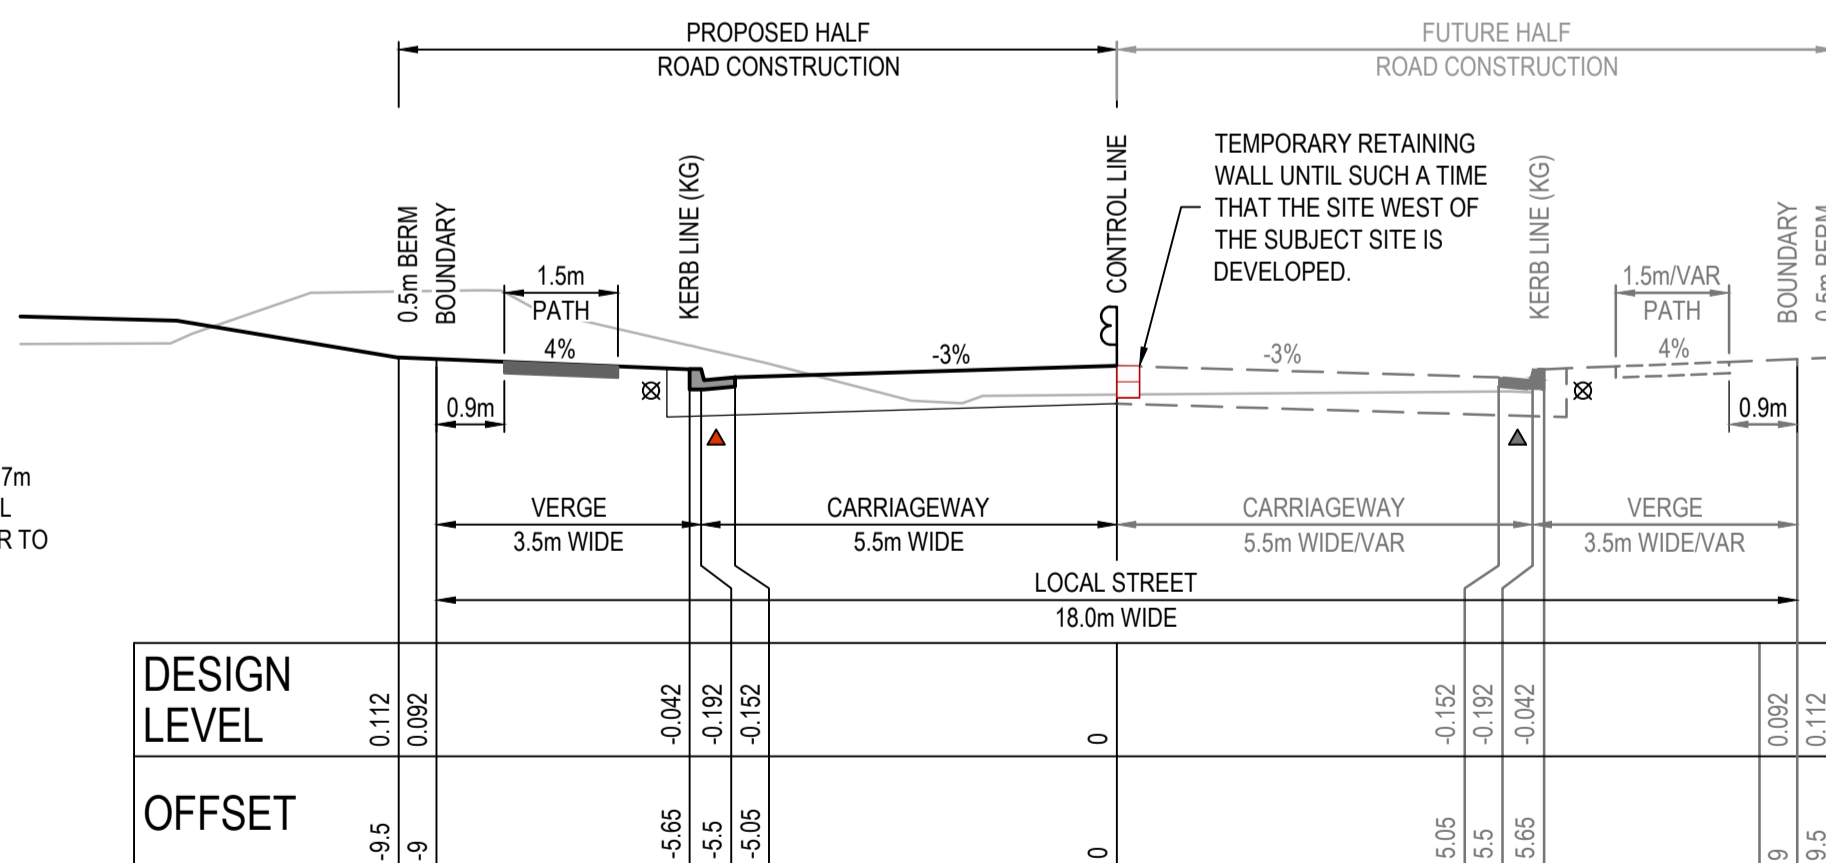 PROPOSED HALF
ROAD CONSTRUCTION
FUTURE HALF
ROAD CONSTRUCTION
0.5m BERM
BOUNDARY
1.5m
PATH
4%
KERB LINE (KG)
-3%
CONTROL LINE
TEMPORARY RETAINING
WALL UNTIL SUCH A TIME
THAT THE SITE WEST OF
THE SUBJECT SITE IS
DEVELOPED.
-3%
KERB LINE (KG)
1.5m/VAR
PATH
4%
BOUNDARY
0.5m BERM
0.9m
0.9m
7m
L
R TO
VERGE
3.5m WIDE
CARRIAGEWAY
5.5m WIDE
CARRIAGEWAY
5.5m WIDE/VAR
VERGE
3.5m WIDE/VAR
LOCAL STREET
18.0m WIDE
DESIGN
LEVEL
0.112
0.092
-0.042
-0.192
-0.152
0
-0.152
-0.192
-0.042
0.092
0.112
OFFSET
-9.5
-9
-5.65
-5.5
-5.05
0
5.05
5.5
5.65
9
9.5